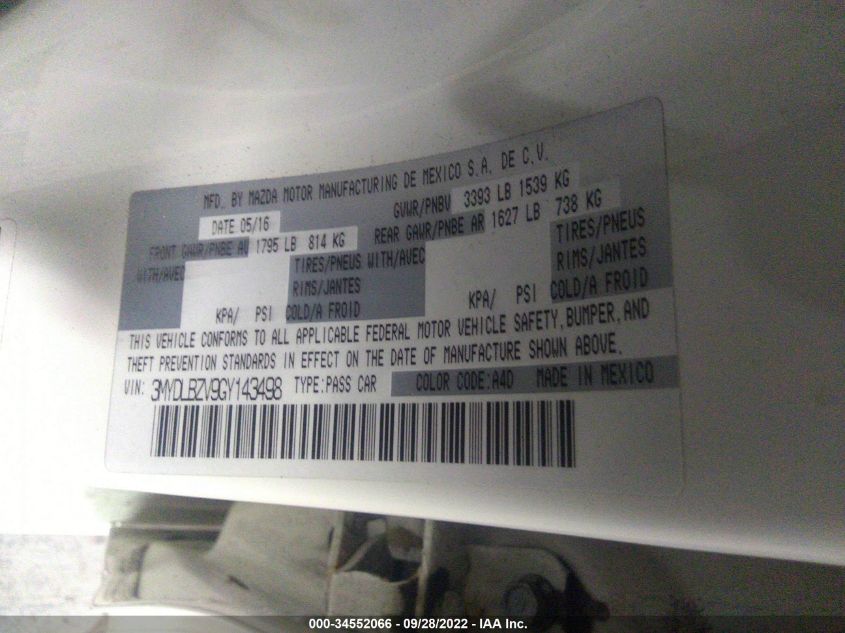 MFD. BY MAZDA MOTOR MANUFACTURING DE MEXICO S.A. DE C.V.
DATE 05/16 GVWR/PNBV 3393 LB 1539 KG
FRONT GAWR/PNBE AV 1795 LB 814 KG REAR GAWR/PNBE AR 1627 LB 738 KG
WITH/AVEC TIRES/PNEUS WITH/AVEC TIRES/PNEUS
RIMS/JANTES RIMS/JANTES
KPA/ PSI COLD/A FROID KPA/ PSI COLD/A FROID
THIS VEHICLE CONFORMS TO ALL APPLICABLE FEDERAL MOTOR VEHICLE SAFETY, BUMPER, AND
THEFT PREVENTION STANDARDS IN EFFECT ON THE DATE OF MANUFACTURE SHOWN ABOVE.
VIN: 3MYDLBZV9GY143498 TYPE:PASS CAR COLOR CODE:A4D MADE IN MEXICO
000-34552066 - 09/28/2022 - IAA Inc.